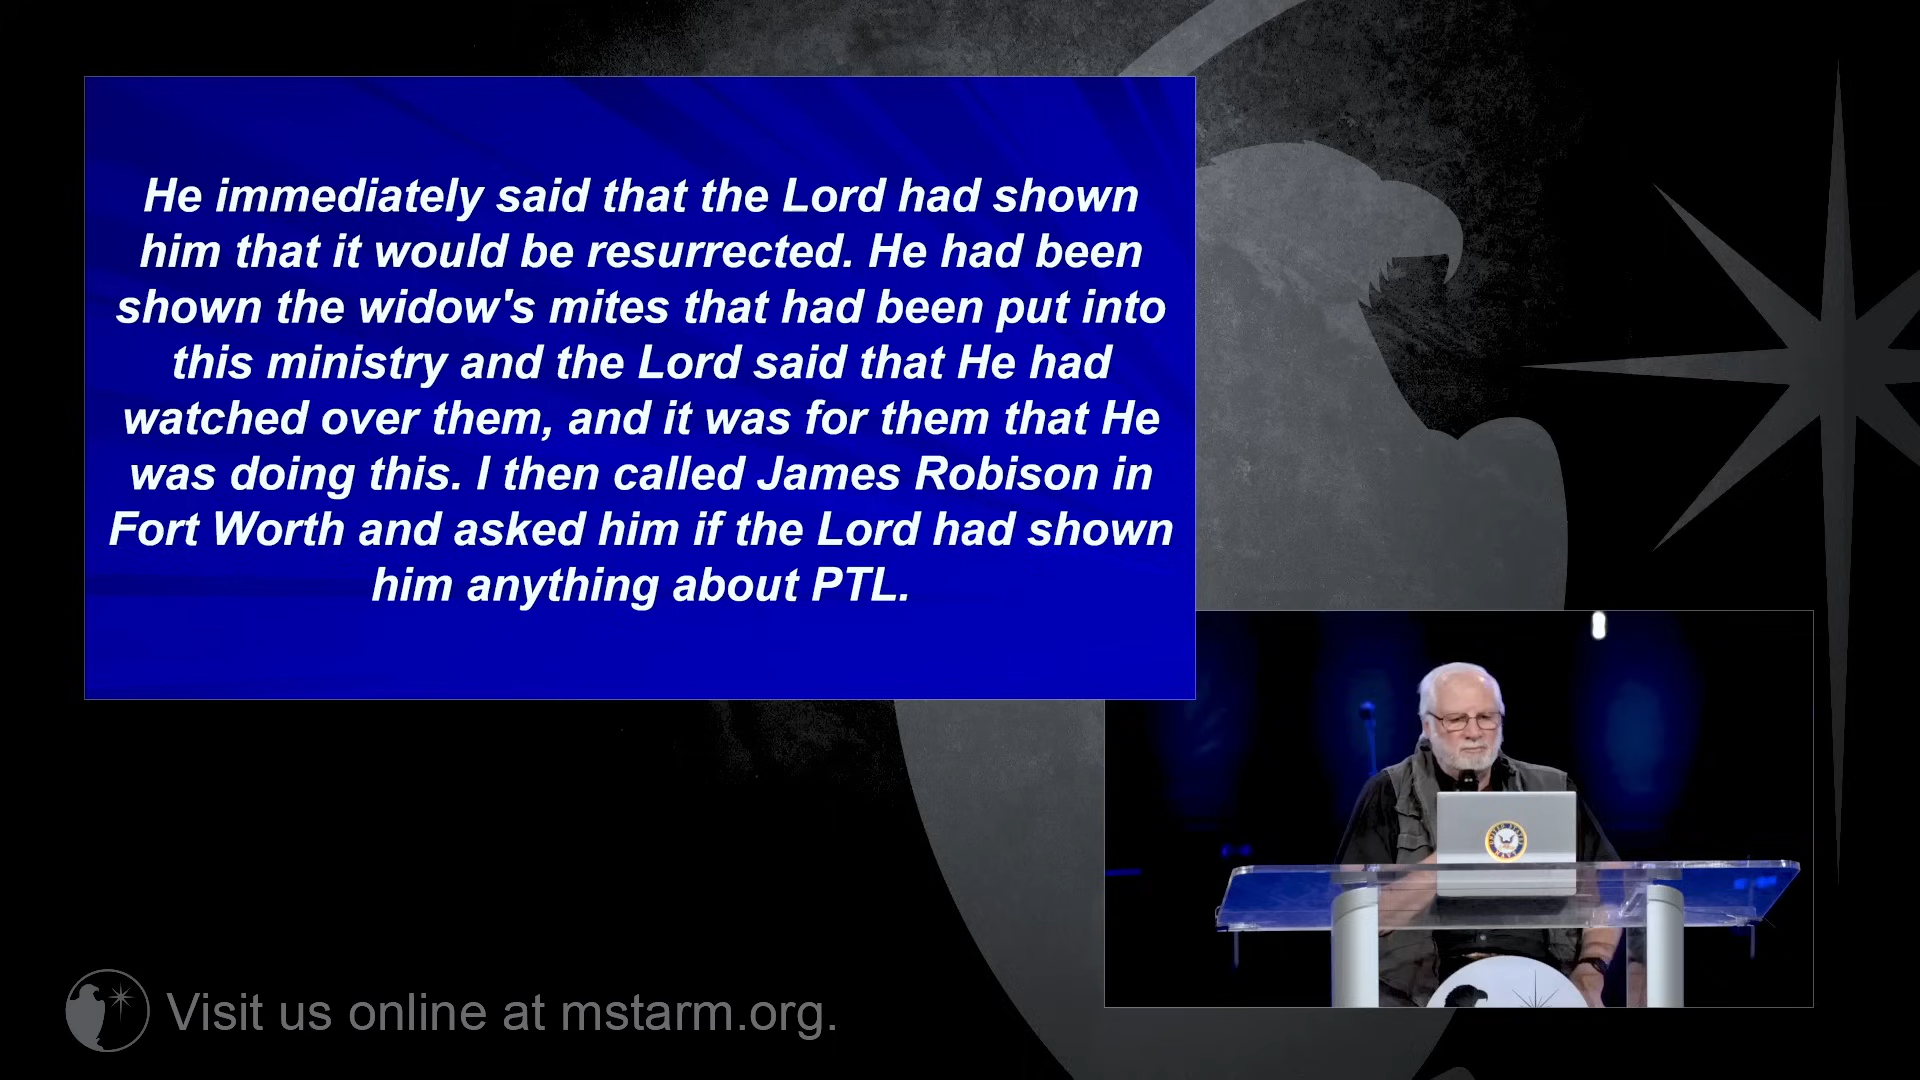 He immediately said that the Lord had shown
him that it would be resurrected. He had been
shown the widow's mites that had been put into
this ministry and the Lord said that He had
watched over them, and it was for them that He
was doing this. I then called James Robison in
Fort Worth and asked him if the Lord had shown
him anything about PTL.
UNITED STATES
NAVY
Visit us online at mstarm.org.